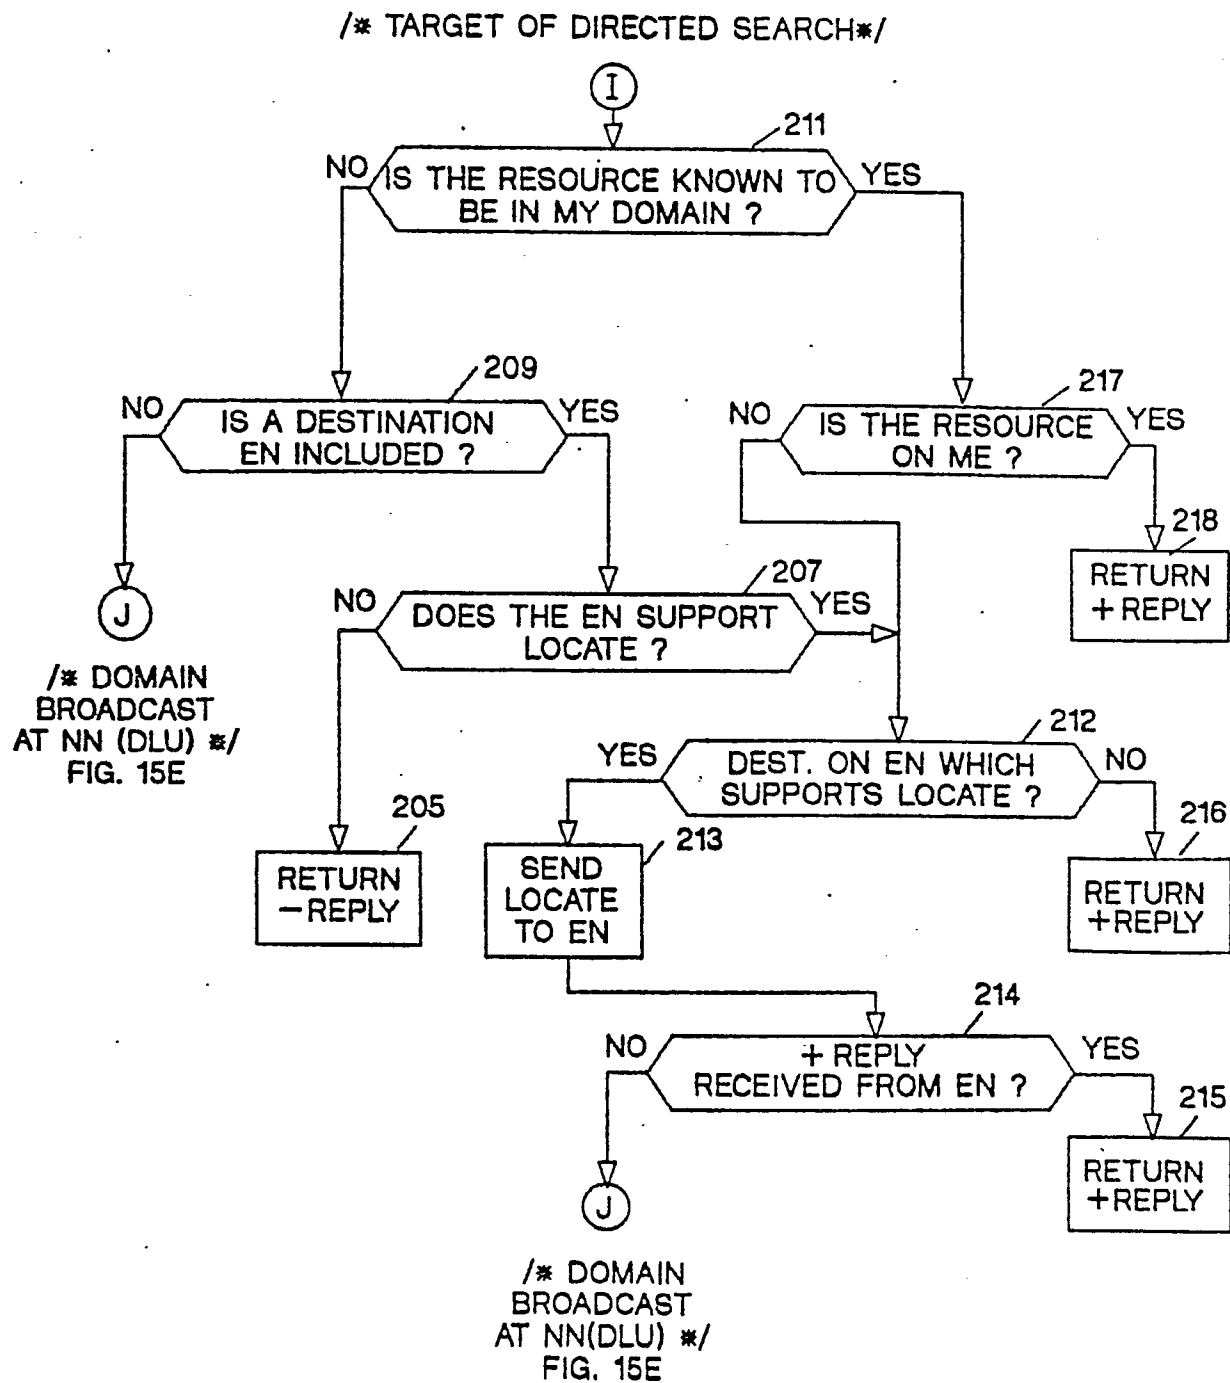 /* TARGET OF DIRECTED SEARCH*/
I
211
NO
IS THE RESOURCE KNOWN TO
BE IN MY DOMAIN ?
YES
209
NO
IS A DESTINATION
EN INCLUDED ?
YES
217
NO
IS THE RESOURCE
ON ME ?
YES
218
RETURN
+ REPLY
J
/* DOMAIN
BROADCAST
AT NN (DLU) */
FIG. 15E
207
NO
DOES THE EN SUPPORT
LOCATE ?
YES
212
YES
DEST. ON EN WHICH
SUPPORTS LOCATE ?
NO
205
RETURN
-REPLY
213
SEND
LOCATE
TO EN
216
RETURN
+REPLY
214
NO
+ REPLY
RECEIVED FROM EN ?
YES
215
RETURN
+REPLY
J
/* DOMAIN
BROADCAST
AT NN(DLU) */
FIG. 15E